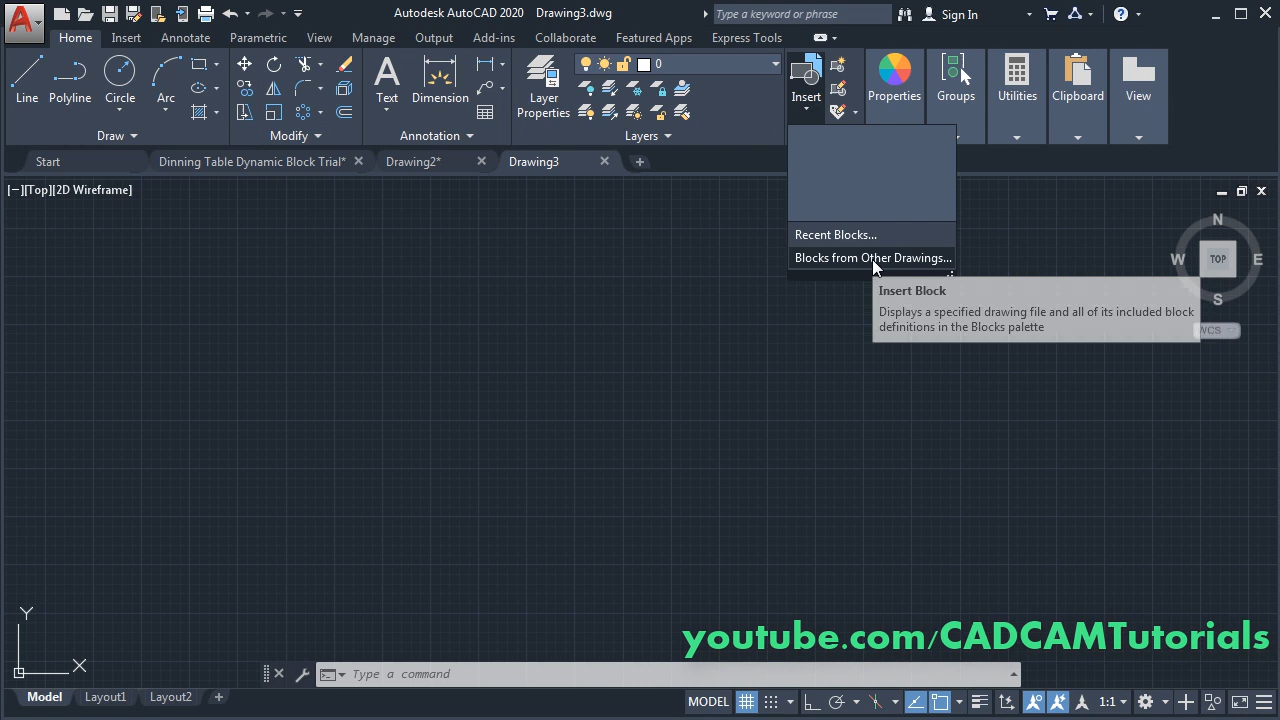 Autodesk AutoCAD 2020 Drawing3.dwg
Type a keyword or phrase
Sign In
Home Insert Annotate Parametric View Manage Output Add-ins Collaborate Featured Apps Express Tools
Line Polyline Circle Arc
Text Dimension
Layer Properties
0
Insert
Properties
Groups
Utilities
Clipboard
View
Draw Modify Annotation Layers
Start Dinning Table Dynamic Block Trial* Drawing2* Drawing3
[−][Top][2D Wireframe]
Recent Blocks...
Blocks from Other Drawings...
Insert Block
Displays a specified drawing file and all of its included block
definitions in the Blocks palette
N
W TOP E
S
WCS
Y
X
youtube.com/CADCAMTutorials
Type a command
Model Layout1 Layout2
MODEL 1:1